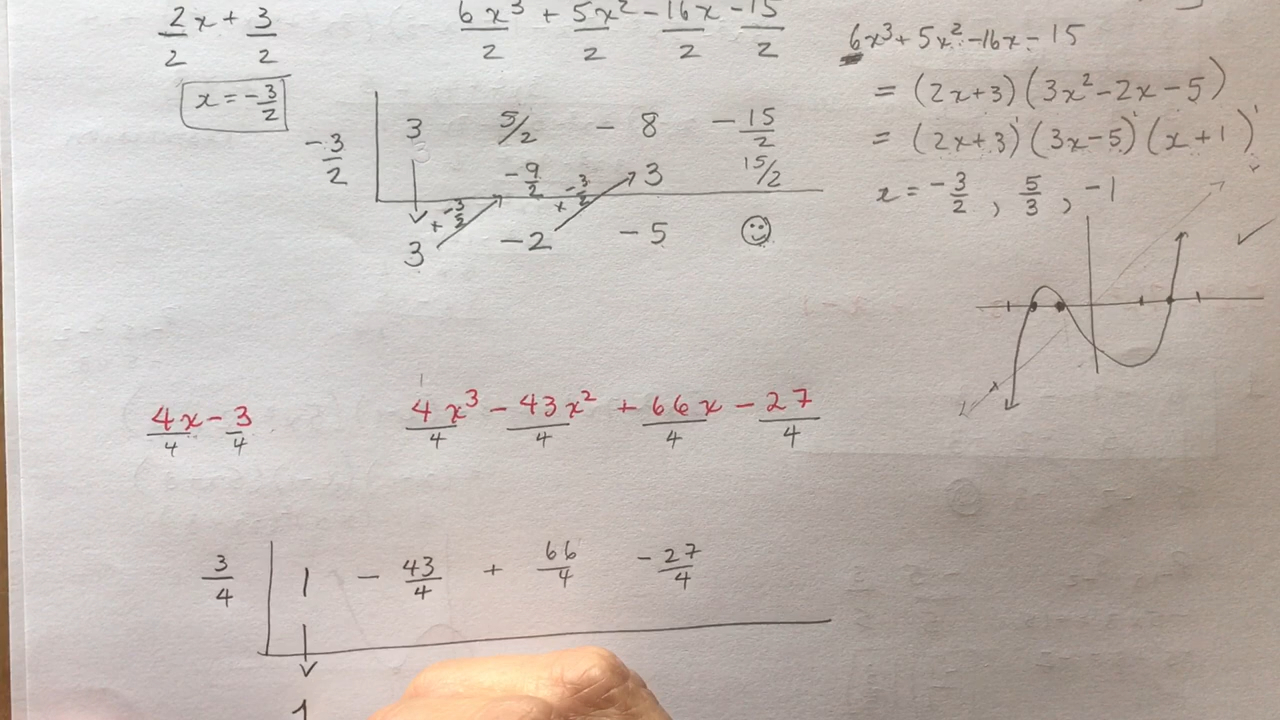 2x + 3
2 2
6x³ + 5x² - 16x - 15
2 2 2 2
x = -3/2
-3/2 | 3 5/2 - 8 - 15/2
-9/2 3 15/2
+ -3/2 + -3/2
3 -2 -5
6x³ + 5x² - 16x - 15
= (2x+3)(3x² - 2x - 5)
= (2x+3)(3x-5)(x+1)
x = -3/2 , 5/3 , -1
4x - 3
4 4
4x³ - 43x² + 66x - 27
4 4 4 4
3/4 | 1 - 43/4 + 66/4 - 27/4
1